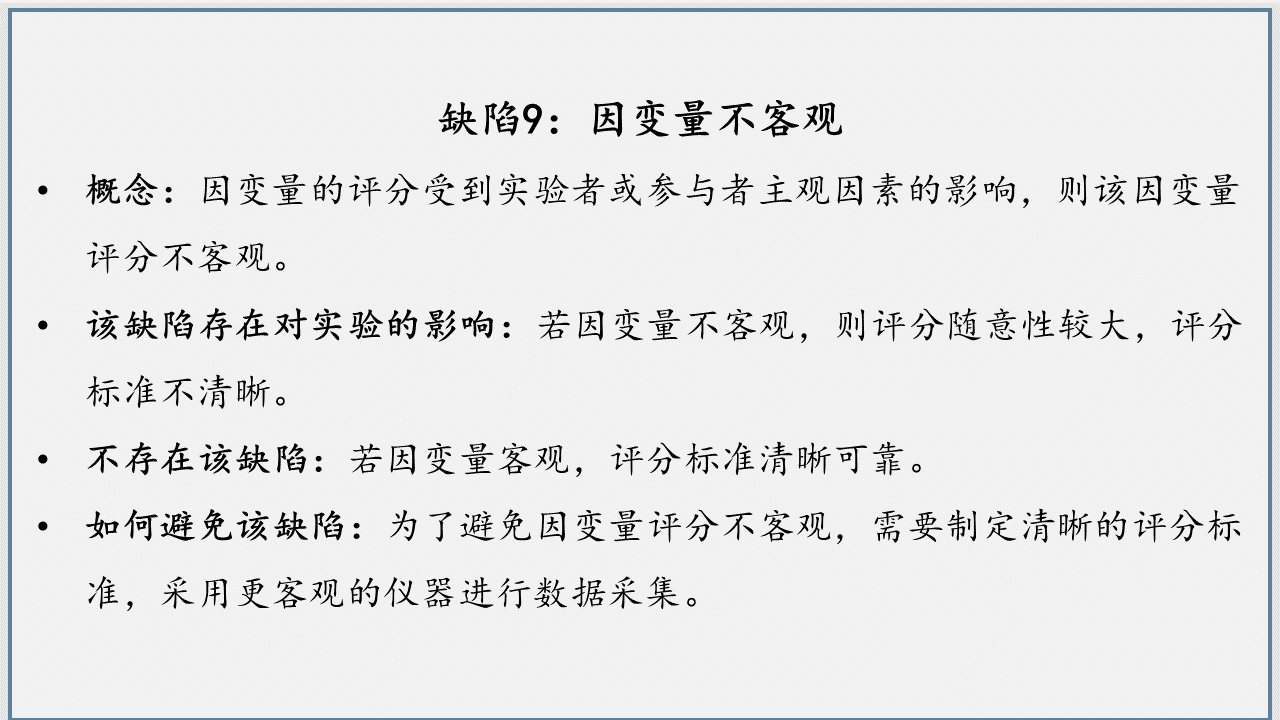 缺陷9：因变量不客观
• 概念：因变量的评分受到实验者或参与者主观因素的影响，则该因变量
评分不客观。
• 该缺陷存在对实验的影响：若因变量不客观，则评分随意性较大，评分
标准不清晰。
• 不存在该缺陷：若因变量客观，评分标准清晰可靠。
• 如何避免该缺陷：为了避免因变量评分不客观，需要制定清晰的评分标
准，采用更客观的仪器进行数据采集。